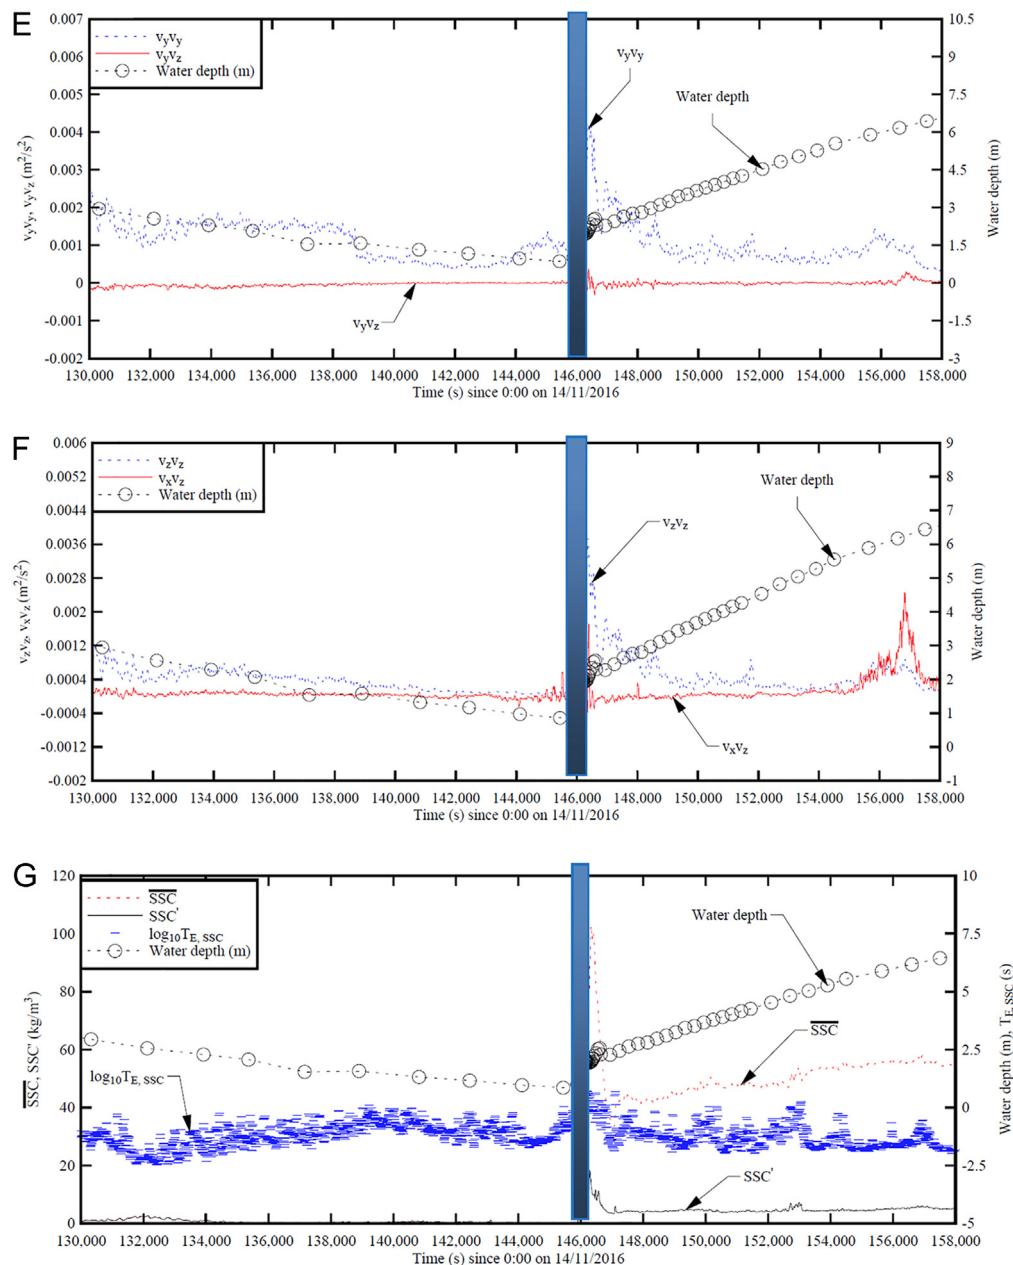 E
0.007
0.006
0.005
0.004
0.003
0.002
0.001
0
-0.001
-0.002
vyvy, vyvz (m2/s2)
vyvy
vyvz
Water depth (m)
vyvy
Water depth
vyvz
10.5
9
7.5
6
4.5
3
1.5
0
-1.5
-3
Water depth (m)
130,000 132,000 134,000 136,000 138,000 140,000 142,000 144,000 146,000 148,000 150,000 152,000 154,000 156,000 158,000
Time (s) since 0:00 on 14/11/2016
F
0.006
0.0052
0.0044
0.0036
0.0028
0.002
0.0012
0.0004
-0.0004
-0.0012
-0.002
vzvz, vxvz (m2/s2)
vzvz
vxvz
Water depth (m)
Water depth
vzvz
vxvz
9
8
7
6
5
4
3
2
1
0
-1
Water depth (m)
130,000 132,000 134,000 136,000 138,000 140,000 142,000 144,000 146,000 148,000 150,000 152,000 154,000 156,000 158,000
Time (s) since 0:00 on 14/11/2016
G
120
100
80
60
40
20
0
SSC, SSC' (kg/m3)
SSC
SSC'
log10TE, SSC
Water depth (m)
Water depth
SSC
log10TE, SSC
SSC'
10
7.5
5
2.5
0
-2.5
-5
Water depth (m), TE, SSC (s)
130,000 132,000 134,000 136,000 138,000 140,000 142,000 144,000 146,000 148,000 150,000 152,000 154,000 156,000 158,000
Time (s) since 0:00 on 14/11/2016